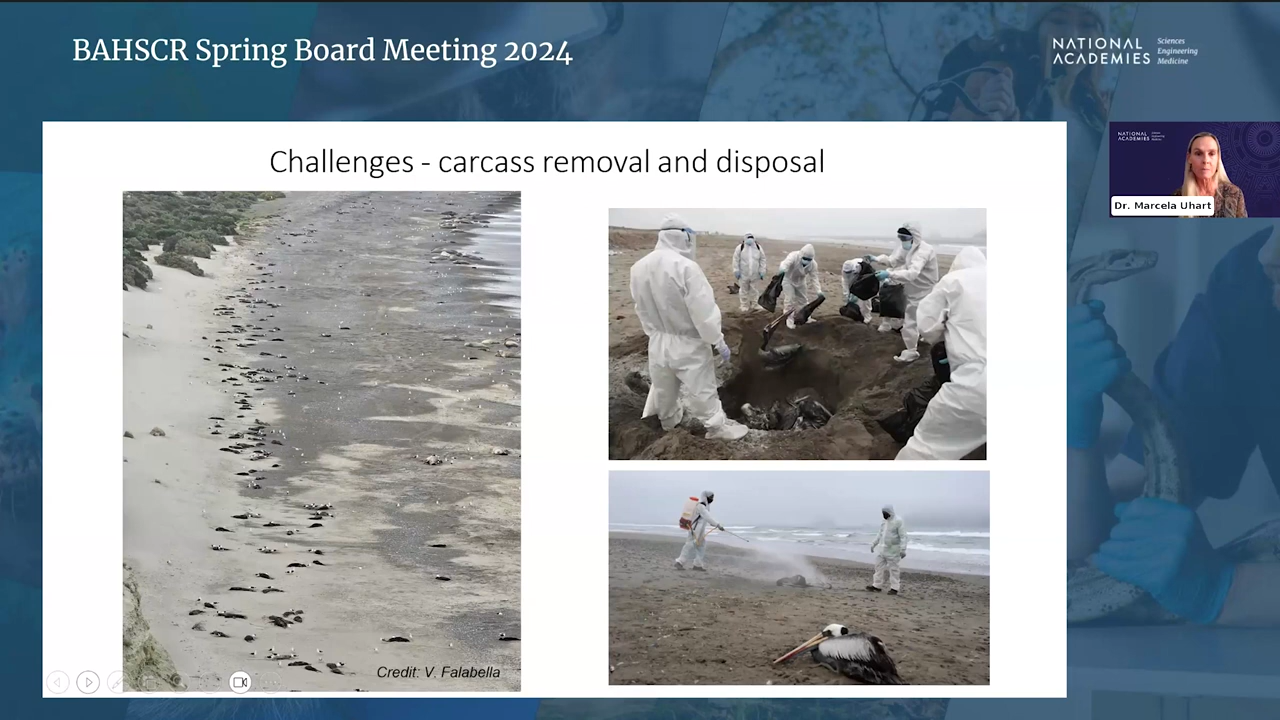 BAHSCR Spring Board Meeting 2024
NATIONAL ACADEMIES
Sciences
Engineering
Medicine
Challenges - carcass removal and disposal
NATIONAL ACADEMIES
Dr. Marcela Uhart
Credit: V. Falabella